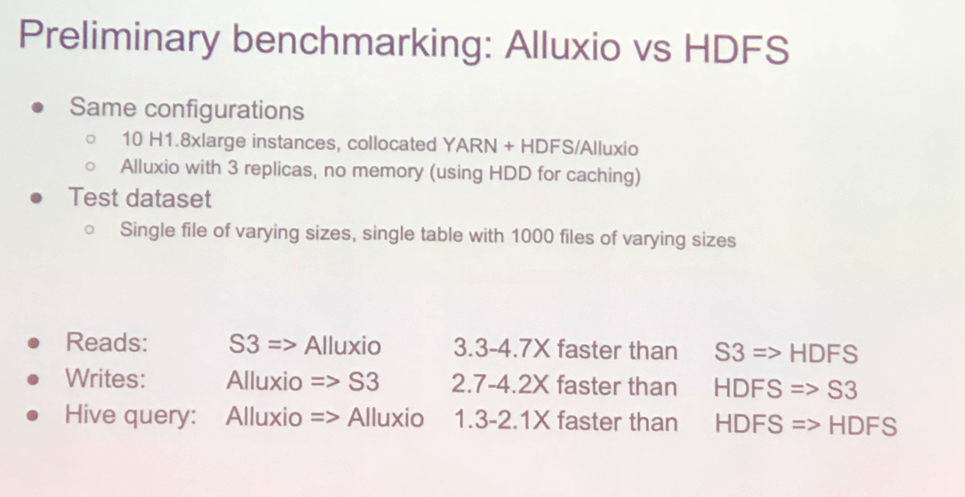 Preliminary benchmarking: Alluxio vs HDFS
● Same configurations
○ 10 H1.8xlarge instances, collocated YARN + HDFS/Alluxio
○ Alluxio with 3 replicas, no memory (using HDD for caching)
● Test dataset
○ Single file of varying sizes, single table with 1000 files of varying sizes
● Reads: S3 => Alluxio 3.3-4.7X faster than S3 => HDFS
● Writes: Alluxio => S3 2.7-4.2X faster than HDFS => S3
● Hive query: Alluxio => Alluxio 1.3-2.1X faster than HDFS => HDFS